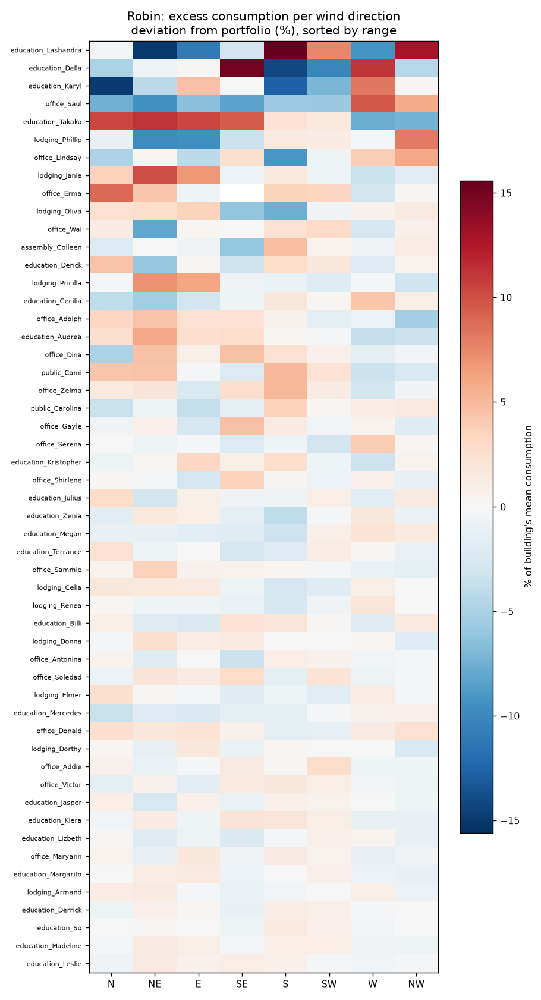 Robin: excess consumption per wind direction
deviation from portfolio (%), sorted by range
education_Lashandra
education_Della
education_Karyl
office_Saul
education_Takako
lodging_Phillip
office_Lindsay
lodging_Janie
office_Erma
lodging_Oliva
office_Wai
assembly_Colleen
education_Derick
lodging_Pricilla
education_Cecilia
office_Adolph
education_Audrea
office_Dina
public_Cami
office_Zelma
public_Carolina
office_Gayle
office_Serena
education_Kristopher
office_Shirlene
education_Julius
education_Zenia
education_Megan
education_Terrance
office_Sammie
lodging_Celia
lodging_Renea
education_Billi
lodging_Donna
office_Antonina
office_Soledad
lodging_Elmer
education_Mercedes
office_Donald
lodging_Dorthy
office_Addie
office_Victor
education_Jasper
education_Kiera
education_Lizbeth
office_Maryann
education_Margarito
lodging_Armand
education_Derrick
education_So
education_Madeline
education_Leslie
N NE E SE S SW W NW
15
10
5
0
−5
−10
−15
% of building's mean consumption